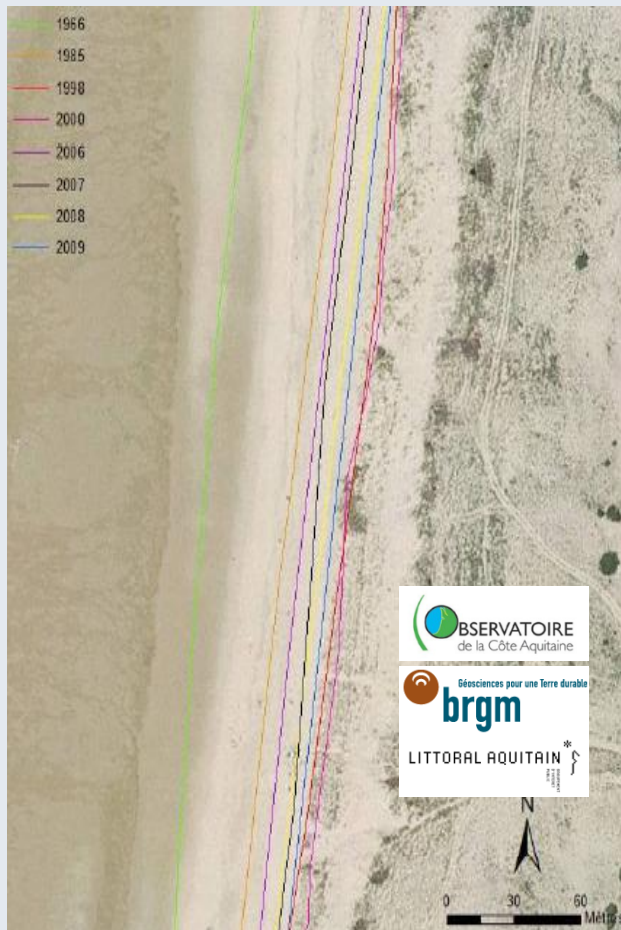 1966
1985
1998
2000
2006
2007
2008
2009
OBSERVATOIRE
de la Côte Aquitaine
Géosciences pour une Terre durable
brgm
LITTORAL AQUITAIN*
N
0 30 60
Mètres